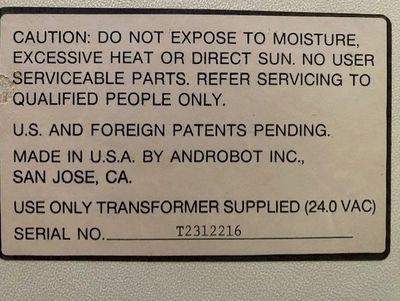 CAUTION: DO NOT EXPOSE TO MOISTURE,
EXCESSIVE HEAT OR DIRECT SUN. NO USER
SERVICEABLE PARTS. REFER SERVICING TO
QUALIFIED PEOPLE ONLY.
U.S. AND FOREIGN PATENTS PENDING.
MADE IN U.S.A. BY ANDROBOT INC.,
SAN JOSE, CA.
USE ONLY TRANSFORMER SUPPLIED (24.0 VAC)
SERIAL NO. T2312216